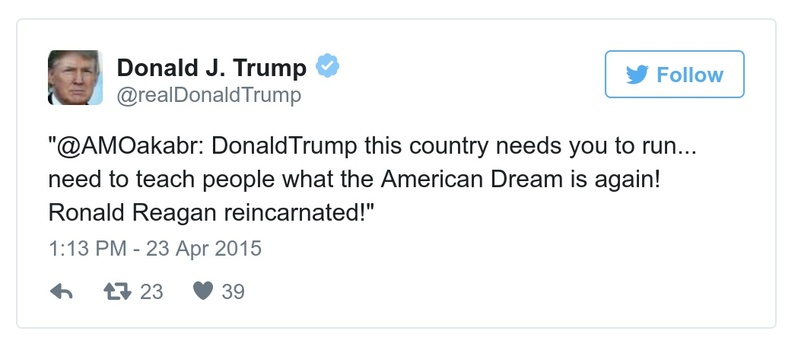 Donald J. Trump
@realDonaldTrump
Follow
"@AMOakabr: DonaldTrump this country needs you to run...
need to teach people what the American Dream is again!
Ronald Reagan reincarnated!"
1:13 PM - 23 Apr 2015
23 39